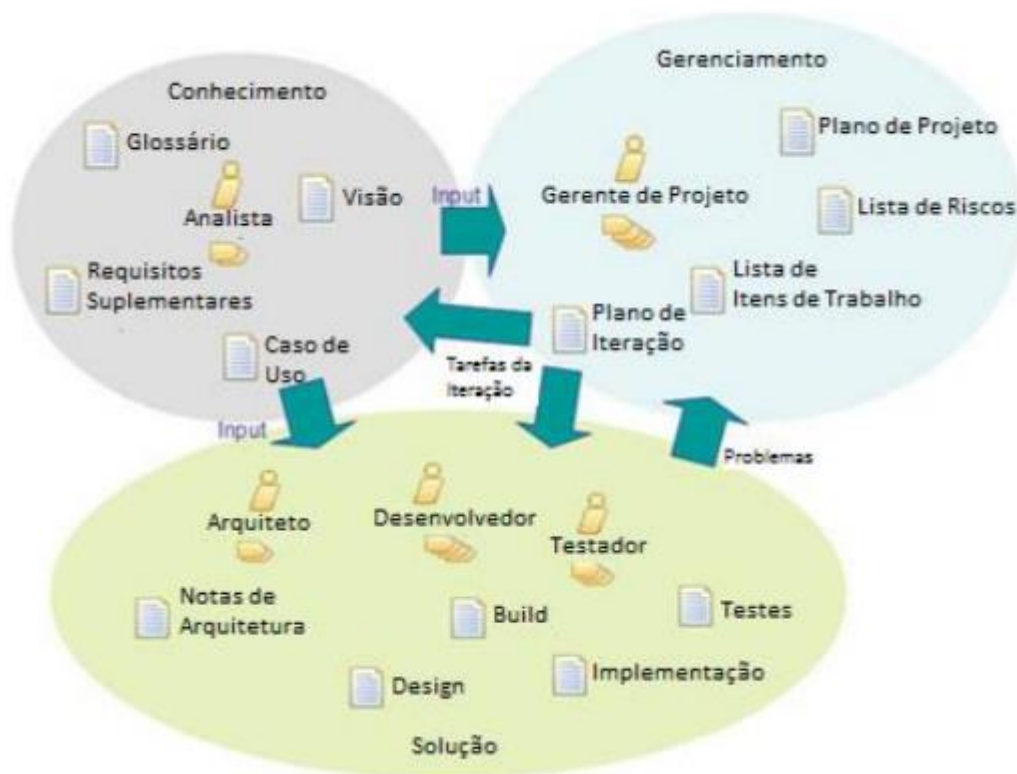 Conhecimento
Glossário
Analista
Visão
Requisitos
Suplementares
Caso de
Uso
Input
Gerenciamento
Plano de Projeto
Gerente de Projeto
Lista de Riscos
Lista de
Itens de Trabalho
Plano de
Iteração
Tarefas da
Iteração
Input
Problemas
Arquiteto
Desenvolvedor
Testador
Notas de
Arquitetura
Build
Testes
Design
Implementação
Solução